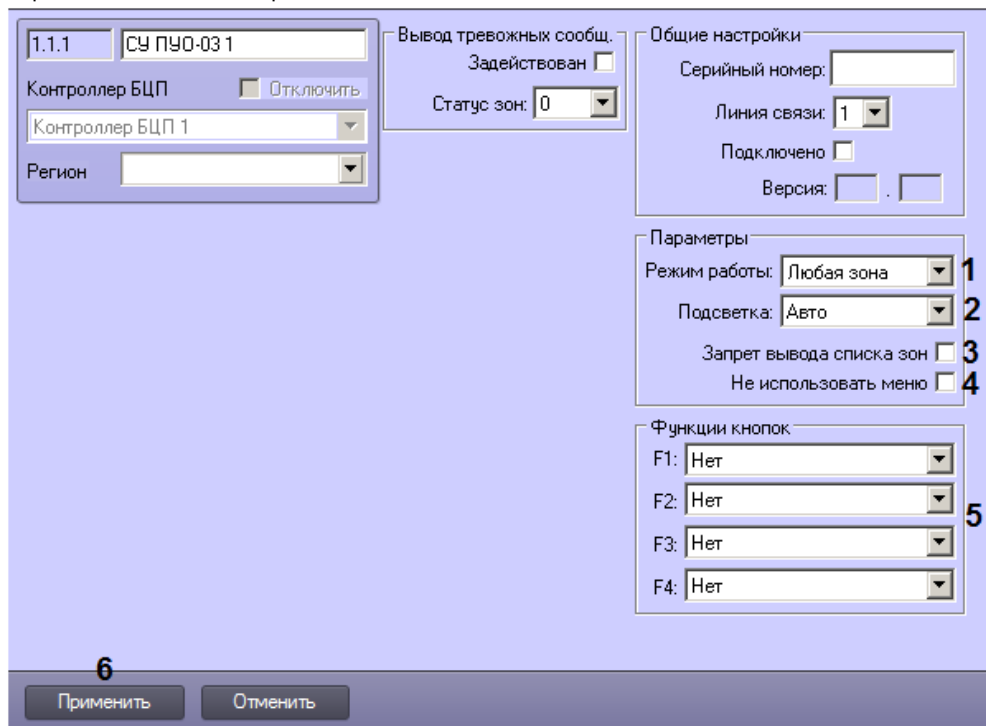 1.1.1 СУ ПУО-03 1
Контроллер БЦП Отключить
Контроллер БЦП 1
Регион
Вывод тревожных сообщ.
Задействован
Статус зон: 0
Общие настройки
Серийный номер:
Линия связи: 1
Подключено
Версия: .
Параметры
Режим работы: Любая зона 1
Подсветка: Авто 2
Запрет вывода списка зон 3
Не использовать меню 4
Функции кнопок
F1: Нет
F2: Нет
5
F3: Нет
F4: Нет
6
Применить Отменить